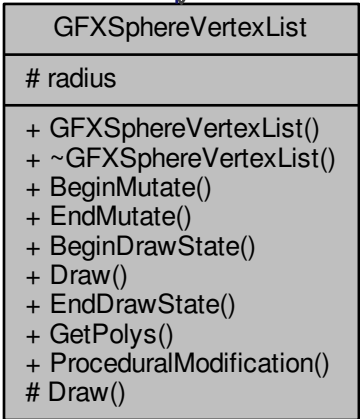 GFXSphereVertexList
# radius
+ GFXSphereVertexList()
+ ~GFXSphereVertexList()
+ BeginMutate()
+ EndMutate()
+ BeginDrawState()
+ Draw()
+ EndDrawState()
+ GetPolys()
+ ProceduralModification()
# Draw()